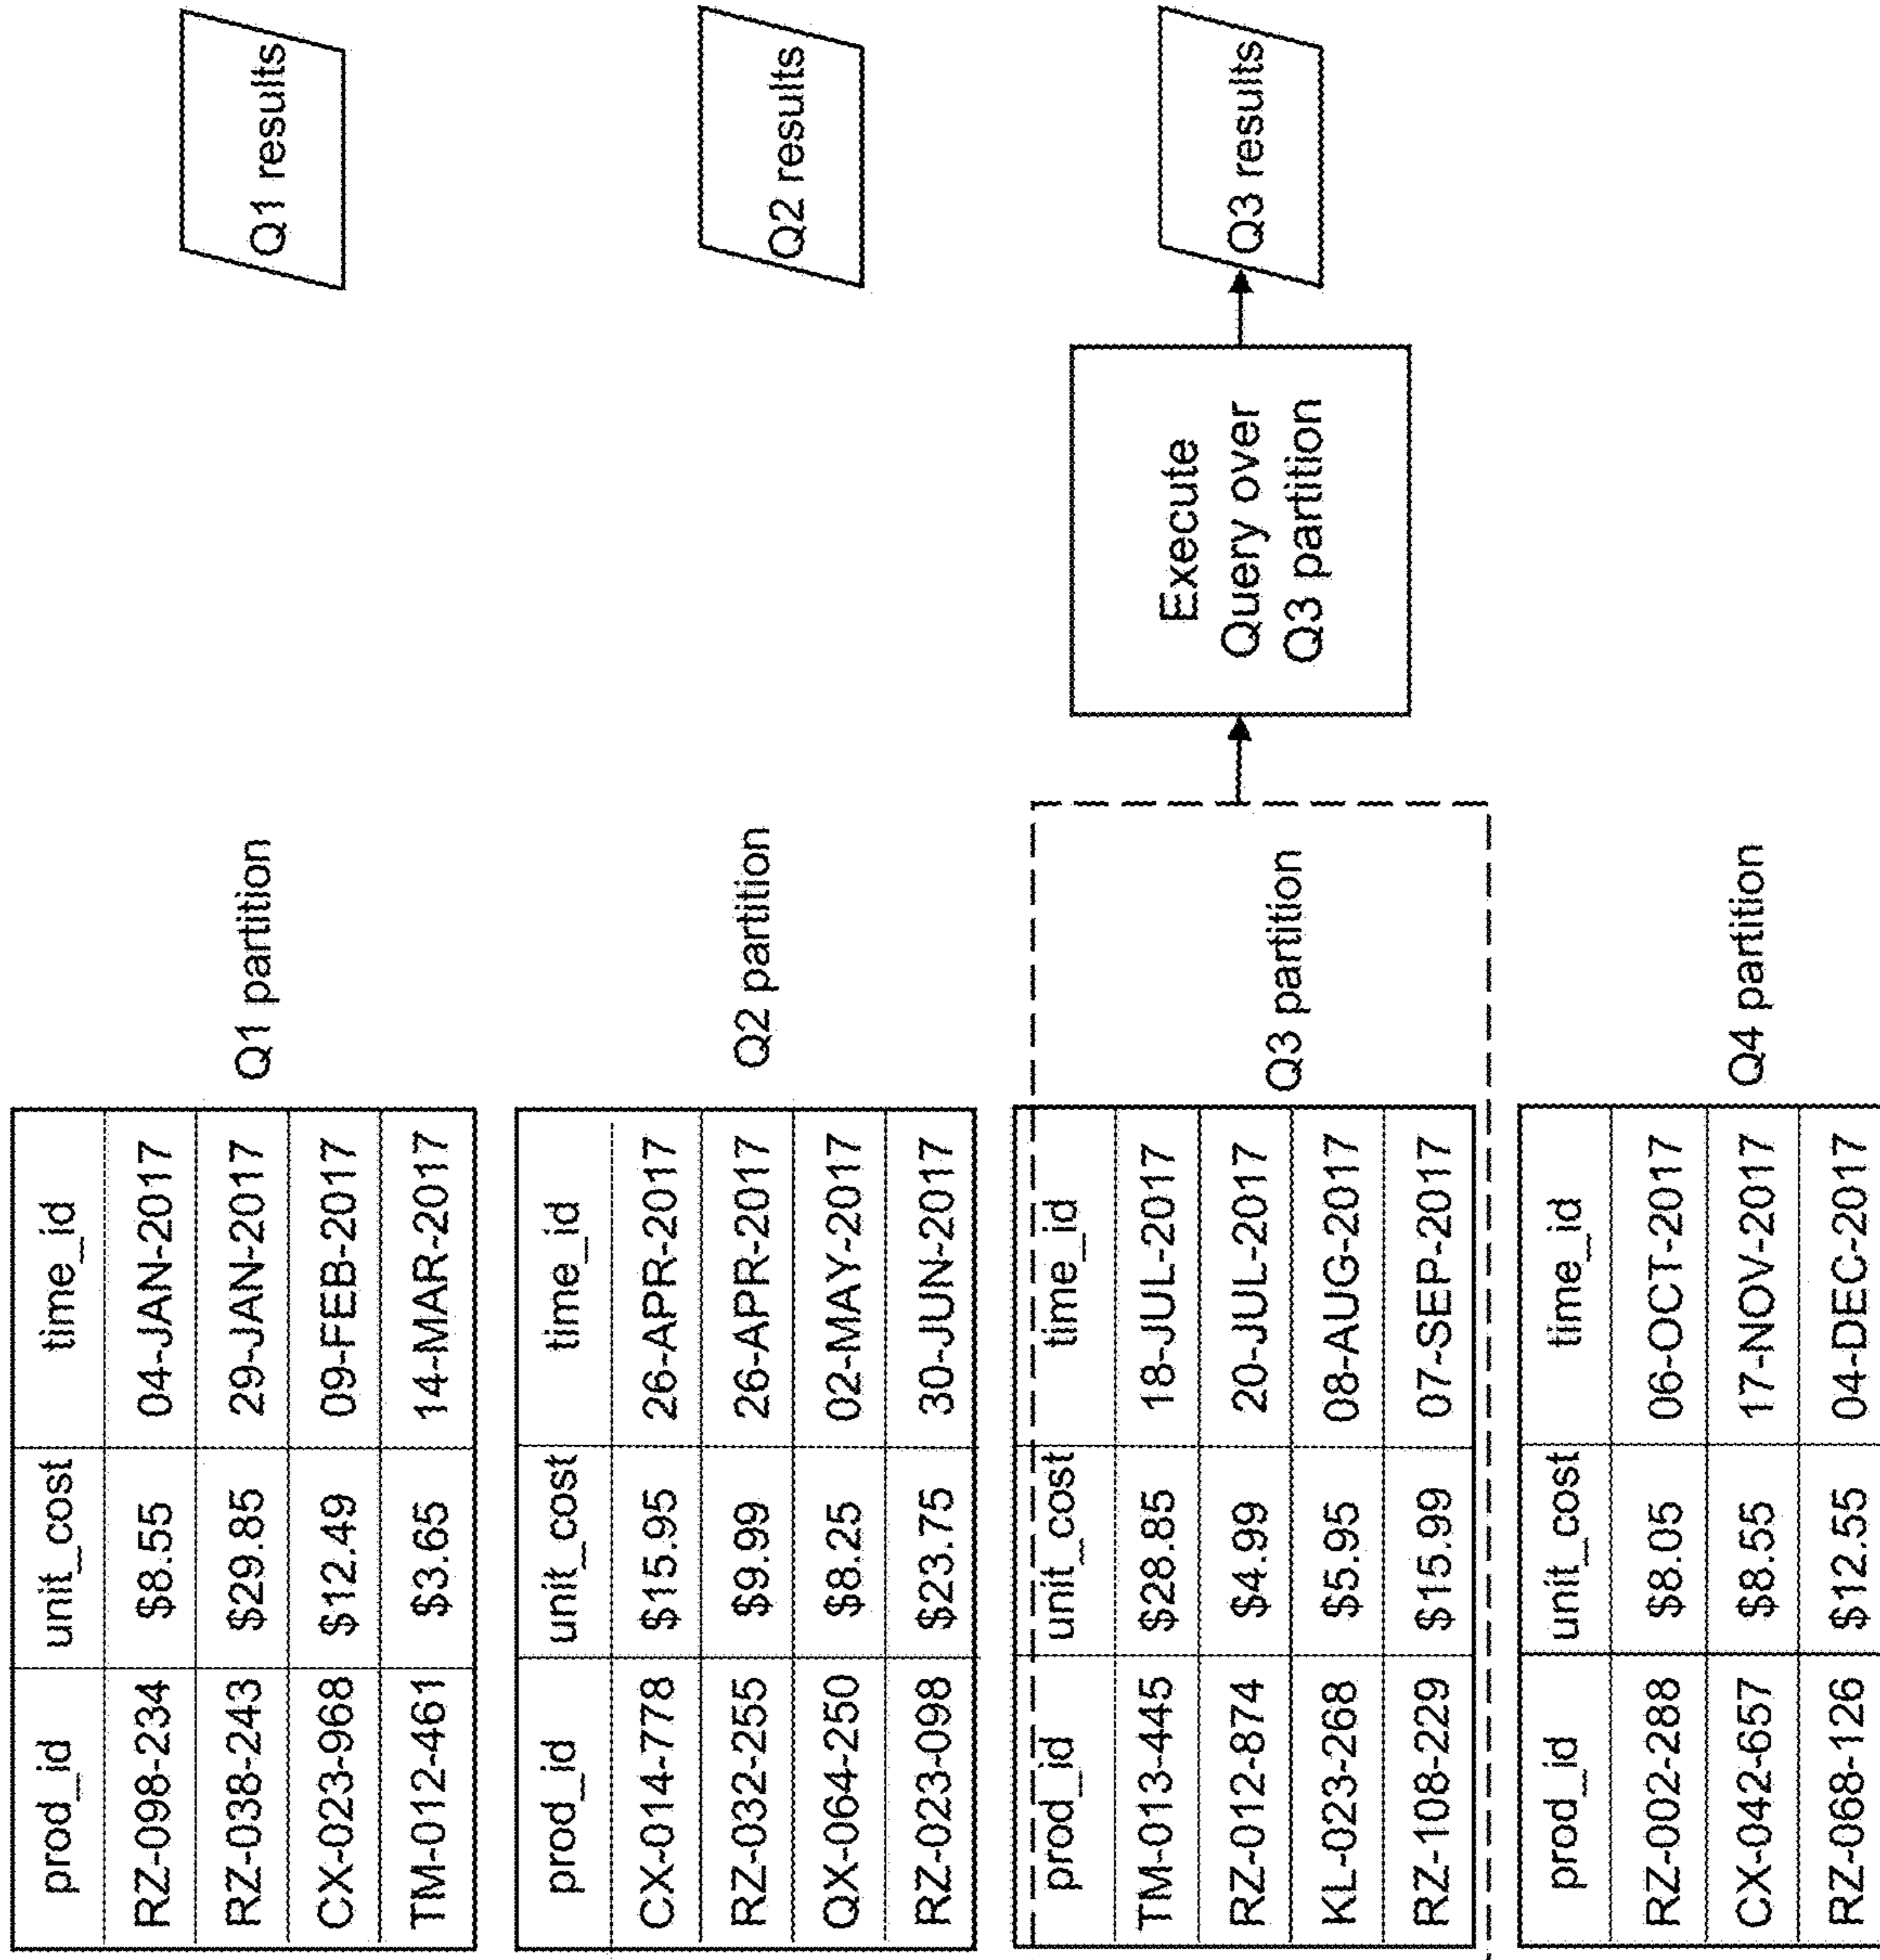 prod_id unit_cost time_id
RZ-098-234 $8.55 04-JAN-2017
RZ-038-243 $29.85 29-JAN-2017
CX-023-968 $12.49 09-FEB-2017
TM-012-461 $3.65 14-MAR-2017
Q1 partition
Q1 results
prod_id unit_cost time_id
CX-014-778 $15.95 26-APR-2017
RZ-032-255 $9.99 26-APR-2017
QX-064-250 $8.25 02-MAY-2017
RZ-023-098 $23.75 30-JUN-2017
Q2 partition
Q2 results
prod_id unit_cost time_id
TM-013-445 $28.85 18-JUL-2017
RZ-012-874 $4.99 20-JUL-2017
KL-023-268 $5.95 08-AUG-2017
RZ-108-229 $15.99 07-SEP-2017
Q3 partition
Execute
Query over
Q3 partition
Q3 results
prod_id unit_cost time_id
RZ-002-288 $8.05 06-OCT-2017
CX-042-657 $8.55 17-NOV-2017
RZ-068-126 $12.55 04-DEC-2017
Q4 partition